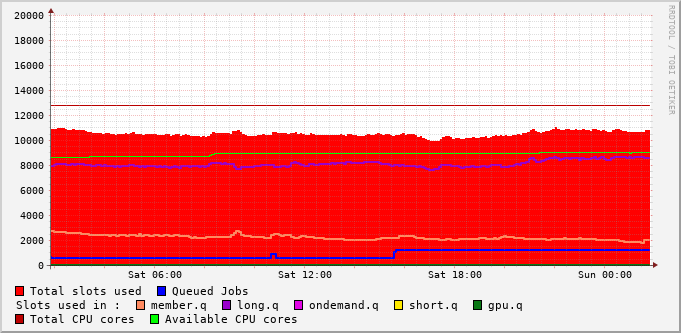 20000
18000
16000
14000
12000
10000
8000
6000
4000
2000
0
Sat 06:00 Sat 12:00 Sat 18:00 Sun 00:00
RRDTOOL / TOBI OETIKER
Total slots used Queued Jobs
Slots used in : member.q long.q ondemand.q short.q gpu.q
Total CPU cores Available CPU cores